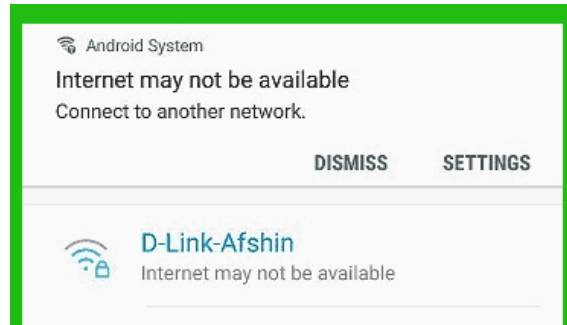 Android System
Internet may not be available
Connect to another network.
DISMISS SETTINGS
D-Link-Afshin
Internet may not be available